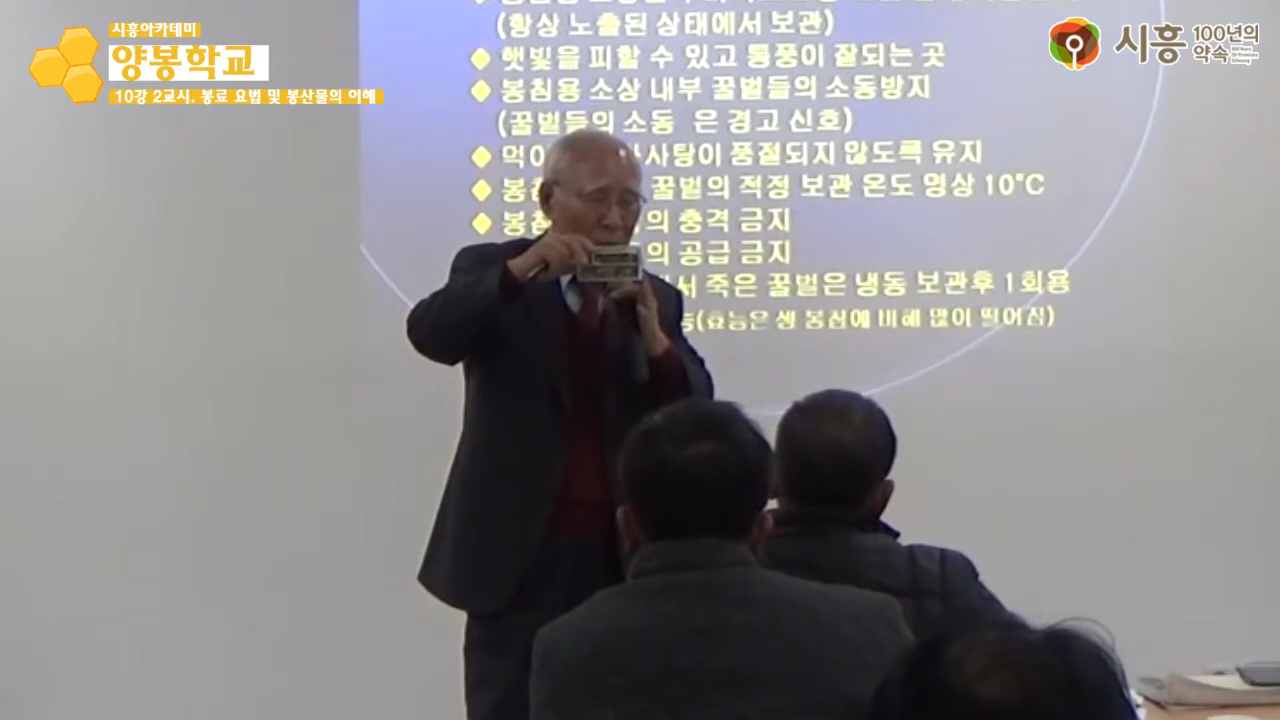 시흥아카데미
양봉학교
10강 2교시. 봉료 요법 및 봉산물의 이해
시흥 100년의 약속
(항상 노출된 상태에서 보관)
◆ 햇빛을 피할 수 있고 통풍이 잘되는 곳
◆ 봉침용 소상 내부 꿀벌들의 소동방지
(꿀벌들의 소동 은 경고 신호)
◆ 사탕이 품절되지 않도록 유지
◆ 꿀벌의 적정 보관 온도 영상 10°C
◆ 의 충격 금지
의 공급 금지
서 죽은 꿀벌은 냉동 보관후 1회용
(효능은 생 봉침에 비해 많이 떨어짐)